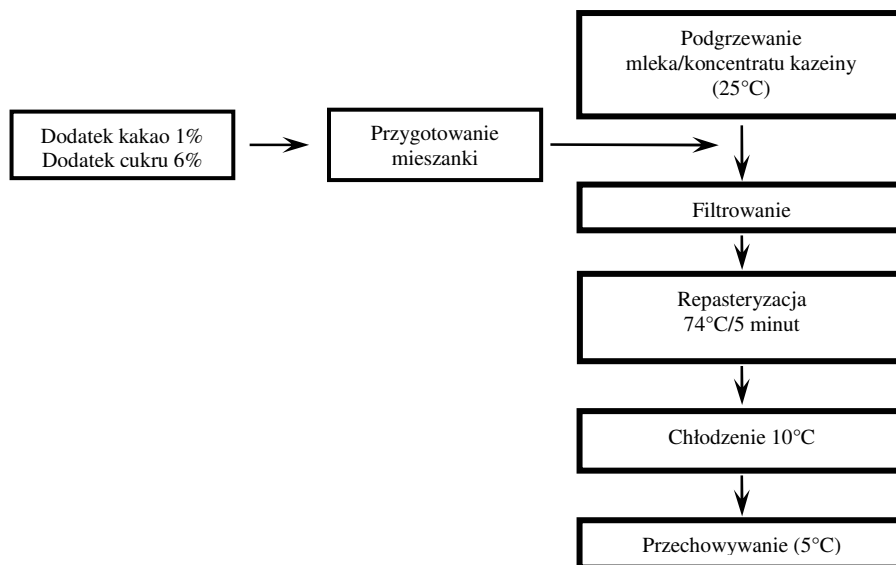 Podgrzewanie
mleka/koncentratu kazeiny
(25°C)
Dodatek kakao 1%
Dodatek cukru 6%
Przygotowanie
mieszanki
Filtrowanie
Repasteryzacja
74°C/5 minut
Chłodzenie 10°C
Przechowywanie (5°C)